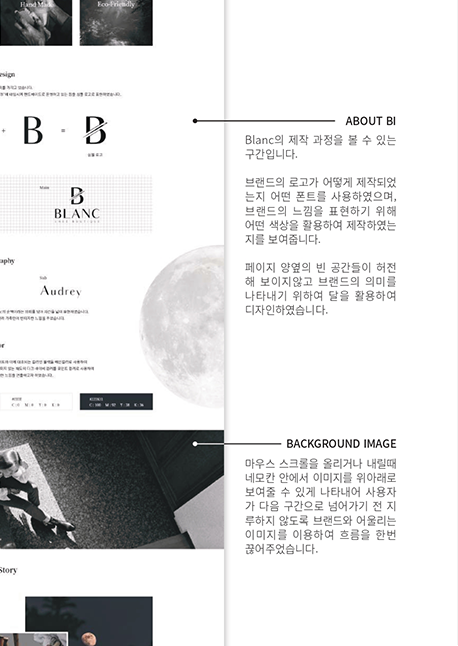 Hand Made
Eco-Friendly
esign
+ B = B
심볼 로고
Main
B
BLANC
graphy
Sub
Audrey
or
Story
ABOUT BI
Blanc의 제작 과정을 볼 수 있는
구간입니다.
브랜드의 로고가 어떻게 제작되었
는지 어떤 폰트를 사용하였으며,
브랜드의 느낌을 표현하기 위해
어떤 색상을 활용하여 제작하였는
지를 보여줍니다.
페이지 양옆의 빈 공간들이 허전
해 보이지않고 브랜드의 의미를
나타내기 위하여 달을 활용하여
디자인하였습니다.
BACKGROUND IMAGE
마우스 스크롤을 올리거나 내릴때
네모칸 안에서 이미지를 위아래로
보여줄 수 있게 나타내어 사용자
가 다음 구간으로 넘어가기 전 지
루하지 않도록 브랜드와 어울리는
이미지를 이용하여 흐름을 한번
끊어주었습니다.